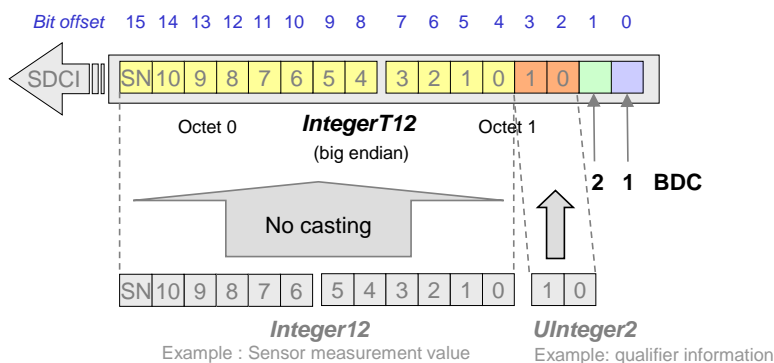 Bit offset 15 14 13 12 11 10 9 8 7 6 5 4 3 2 1 0
SDCI SN 10 9 8 7 6 5 4 3 2 1 0 1 0
Octet 0 IntegerT12 Octet 1
(big endian)
2 1 BDC
No casting
SN 10 9 8 7 6 5 4 3 2 1 0 1 0
Integer12 UInteger2
Example : Sensor measurement value Example: qualifier information